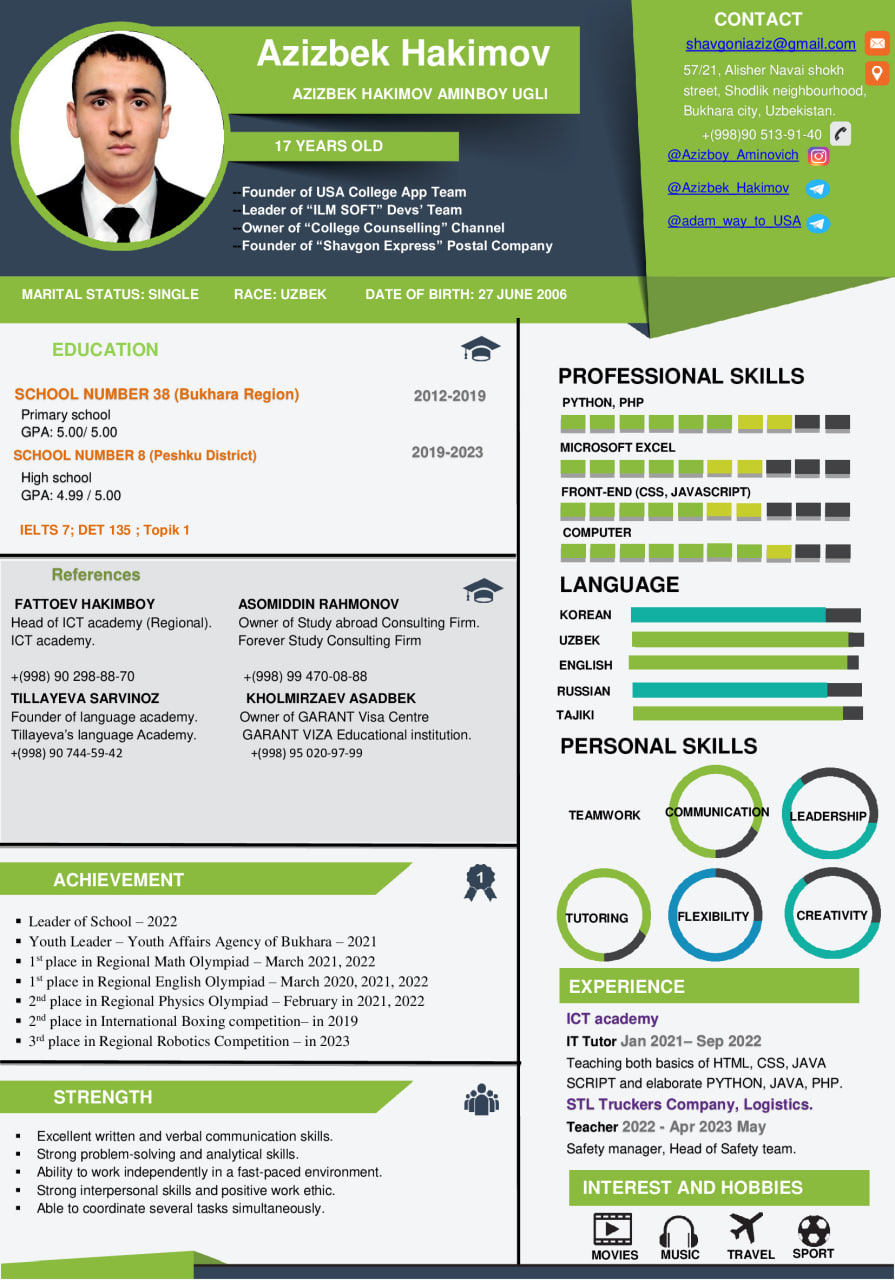 Azizbek Hakimov
AZIZBEK HAKIMOV AMINBOY UGLI
17 YEARS OLD
--Founder of USA College App Team
--Leader of “ILM SOFT” Devs’ Team
--Owner of “College Counselling” Channel
--Founder of “Shavgon Express” Postal Company
CONTACT
shavgoniaziz@gmail.com
57/21, Alisher Navai shokh
street, Shodlik neighbourhood,
Bukhara city, Uzbekistan.
+(998)90 513-91-40
@Azizboy_Aminovich
@Azizbek_Hakimov
@adam_way_to_USA
MARITAL STATUS: SINGLE RACE: UZBEK DATE OF BIRTH: 27 JUNE 2006
EDUCATION
SCHOOL NUMBER 38 (Bukhara Region) 2012-2019
Primary school
GPA: 5.00/ 5.00
SCHOOL NUMBER 8 (Peshku District) 2019-2023
High school
GPA: 4.99 / 5.00
IELTS 7; DET 135 ; Topik 1
References
FATTOEV HAKIMBOY
Head of ICT academy (Regional).
ICT academy.
+(998) 90 298-88-70
ASOMIDDIN RAHMONOV
Owner of Study abroad Consulting Firm.
Forever Study Consulting Firm
+(998) 99 470-08-88
TILLAYEVA SARVINOZ
Founder of language academy.
Tillayeva’s language Academy.
+(998) 90 744-59-42
KHOLMIRZAEV ASADBEK
Owner of GARANT Visa Centre
GARANT VIZA Educational institution.
+(998) 95 020-97-99
ACHIEVEMENT
1
▪ Leader of School – 2022
▪ Youth Leader – Youth Affairs Agency of Bukhara – 2021
▪ 1st place in Regional Math Olympiad – March 2021, 2022
▪ 1st place in Regional English Olympiad – March 2020, 2021, 2022
▪ 2nd place in Regional Physics Olympiad – February in 2021, 2022
▪ 2nd place in International Boxing competition– in 2019
▪ 3rd place in Regional Robotics Competition – in 2023
STRENGTH
▪ Excellent written and verbal communication skills.
▪ Strong problem-solving and analytical skills.
▪ Ability to work independently in a fast-paced environment.
▪ Strong interpersonal skills and positive work ethic.
▪ Able to coordinate several tasks simultaneously.
PROFESSIONAL SKILLS
PYTHON, PHP
MICROSOFT EXCEL
FRONT-END (CSS, JAVASCRIPT)
COMPUTER
LANGUAGE
KOREAN
UZBEK
ENGLISH
RUSSIAN
TAJIKI
PERSONAL SKILLS
TEAMWORK
COMMUNICATION
LEADERSHIP
TUTORING
FLEXIBILITY
CREATIVITY
EXPERIENCE
ICT academy
IT Tutor Jan 2021– Sep 2022
Teaching both basics of HTML, CSS, JAVA
SCRIPT and elaborate PYTHON, JAVA, PHP.
STL Truckers Company, Logistics.
Teacher 2022 - Apr 2023 May
Safety manager, Head of Safety team.
INTEREST AND HOBBIES
MOVIES
MUSIC
TRAVEL
SPORT